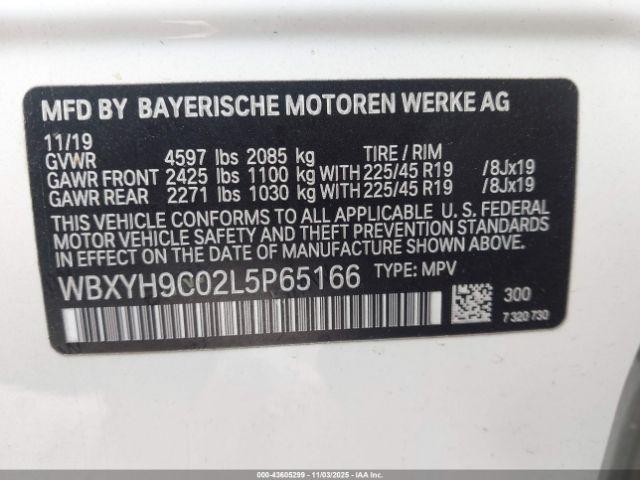 MFD BY BAYERISCHE MOTOREN WERKE AG
11/19
GVWR 4597 lbs 2085 kg TIRE / RIM
GAWR FRONT 2425 lbs 1100 kg WITH 225/45 R19 /8Jx19
GAWR REAR 2271 lbs 1030 kg WITH 225/45 R19 /8Jx19
THIS VEHICLE CONFORMS TO ALL APPLICABLE U. S. FEDERAL
MOTOR VEHICLE SAFETY AND THEFT PREVENTION
STANDARDS IN EFFECT ON THE DATE OF MANUFACTURE SHOWN ABOVE.
WBXYH9C02L5P65166 TYPE: MPV
300
7 320 730
000-43605299 - 11/03/2025 - IAAI.COM